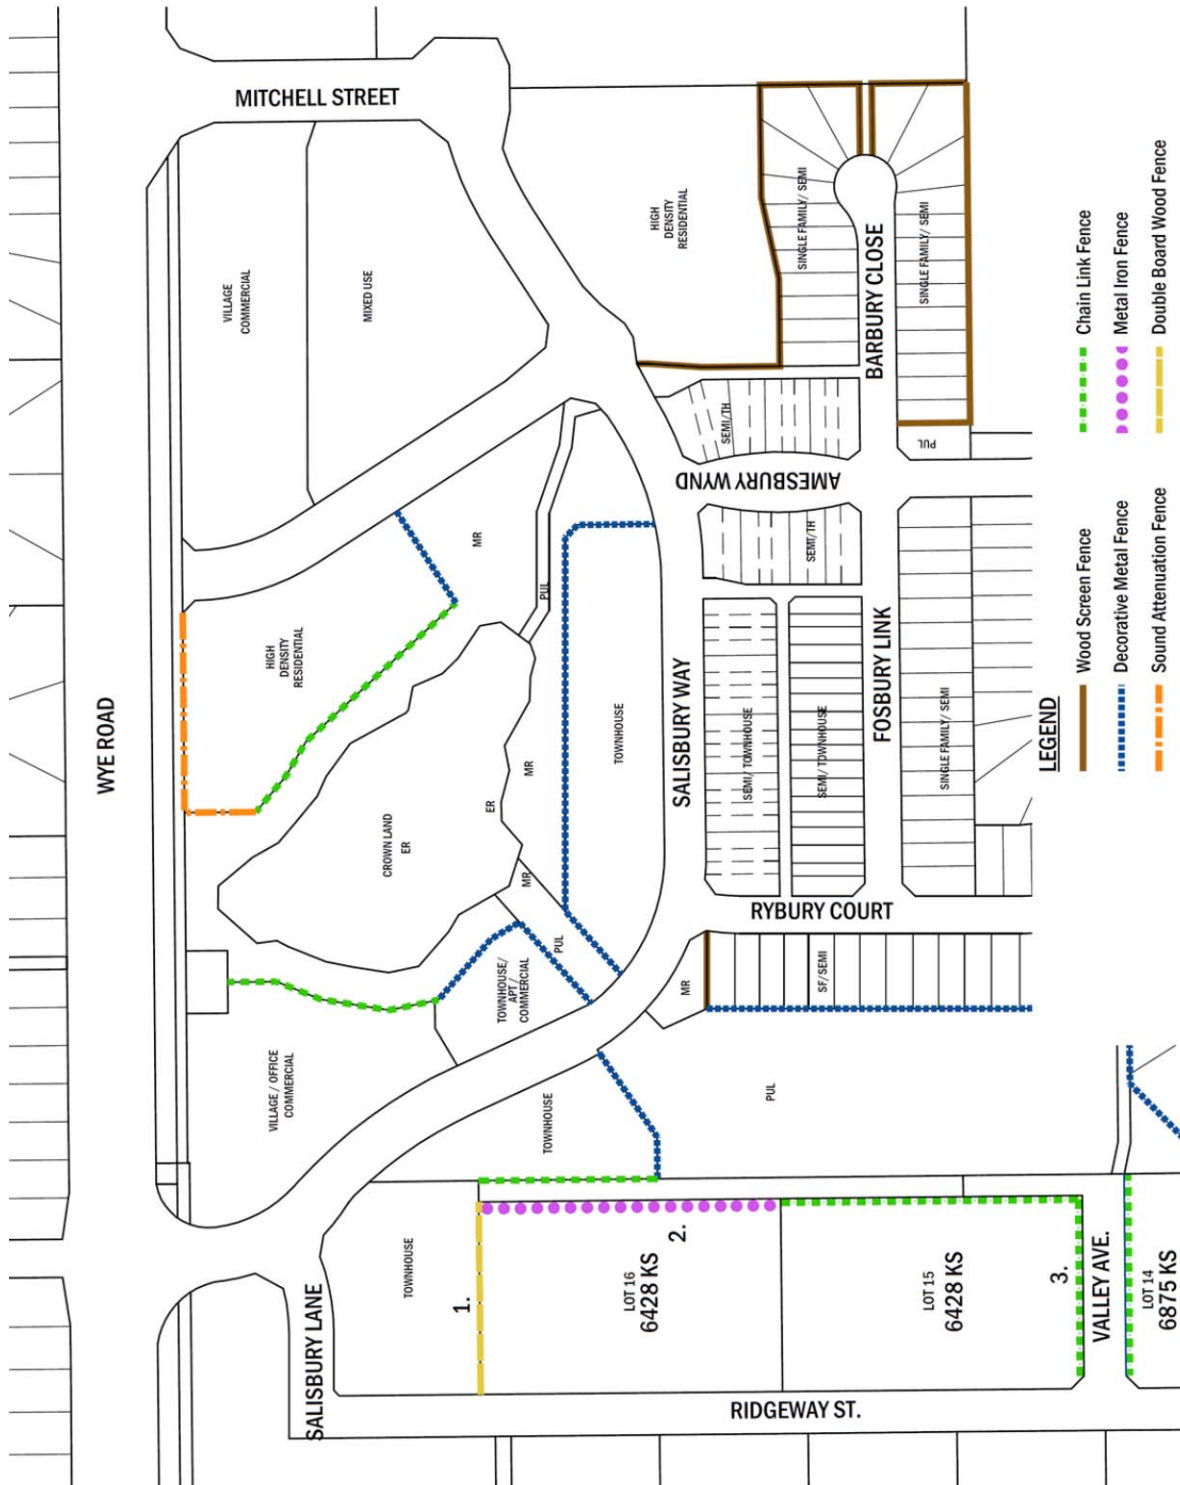 MITCHELL STREET
WYE ROAD
VILLAGE
COMMERCIAL
MIXED USE
HIGH
DENSITY
RESIDENTIAL
SINGLE FAMILY/ SEMI
BARBURY CLOSE
SINGLE FAMILY/ SEMI
PUL
SEMI/TH
AMESBURY WYND
SEMI/TH
HIGH
DENSITY
RESIDENTIAL
MR
PUL
TOWNHOUSE
SALISBURY WAY
SEMI/ TOWNHOUSE
SEMI/ TOWNHOUSE
FOSBURY LINK
SINGLE FAMILY/ SEMI
CROWN LAND
ER
ER
MR
MR
PUL
RYBURY COURT
MR
SF/SEMI
TOWNHOUSE/
APT /
COMMERCIAL
VILLAGE / OFFICE
COMMERCIAL
TOWNHOUSE
PUL
TOWNHOUSE
SALISBURY LANE
1.
2.
LOT 16
6428 KS
LOT 15
6428 KS
3.
VALLEY AVE.
LOT 14
6875 KS
RIDGEWAY ST.
LEGEND
Wood Screen Fence
Decorative Metal Fence
Sound Attenuation Fence
Chain Link Fence
Metal Iron Fence
Double Board Wood Fence